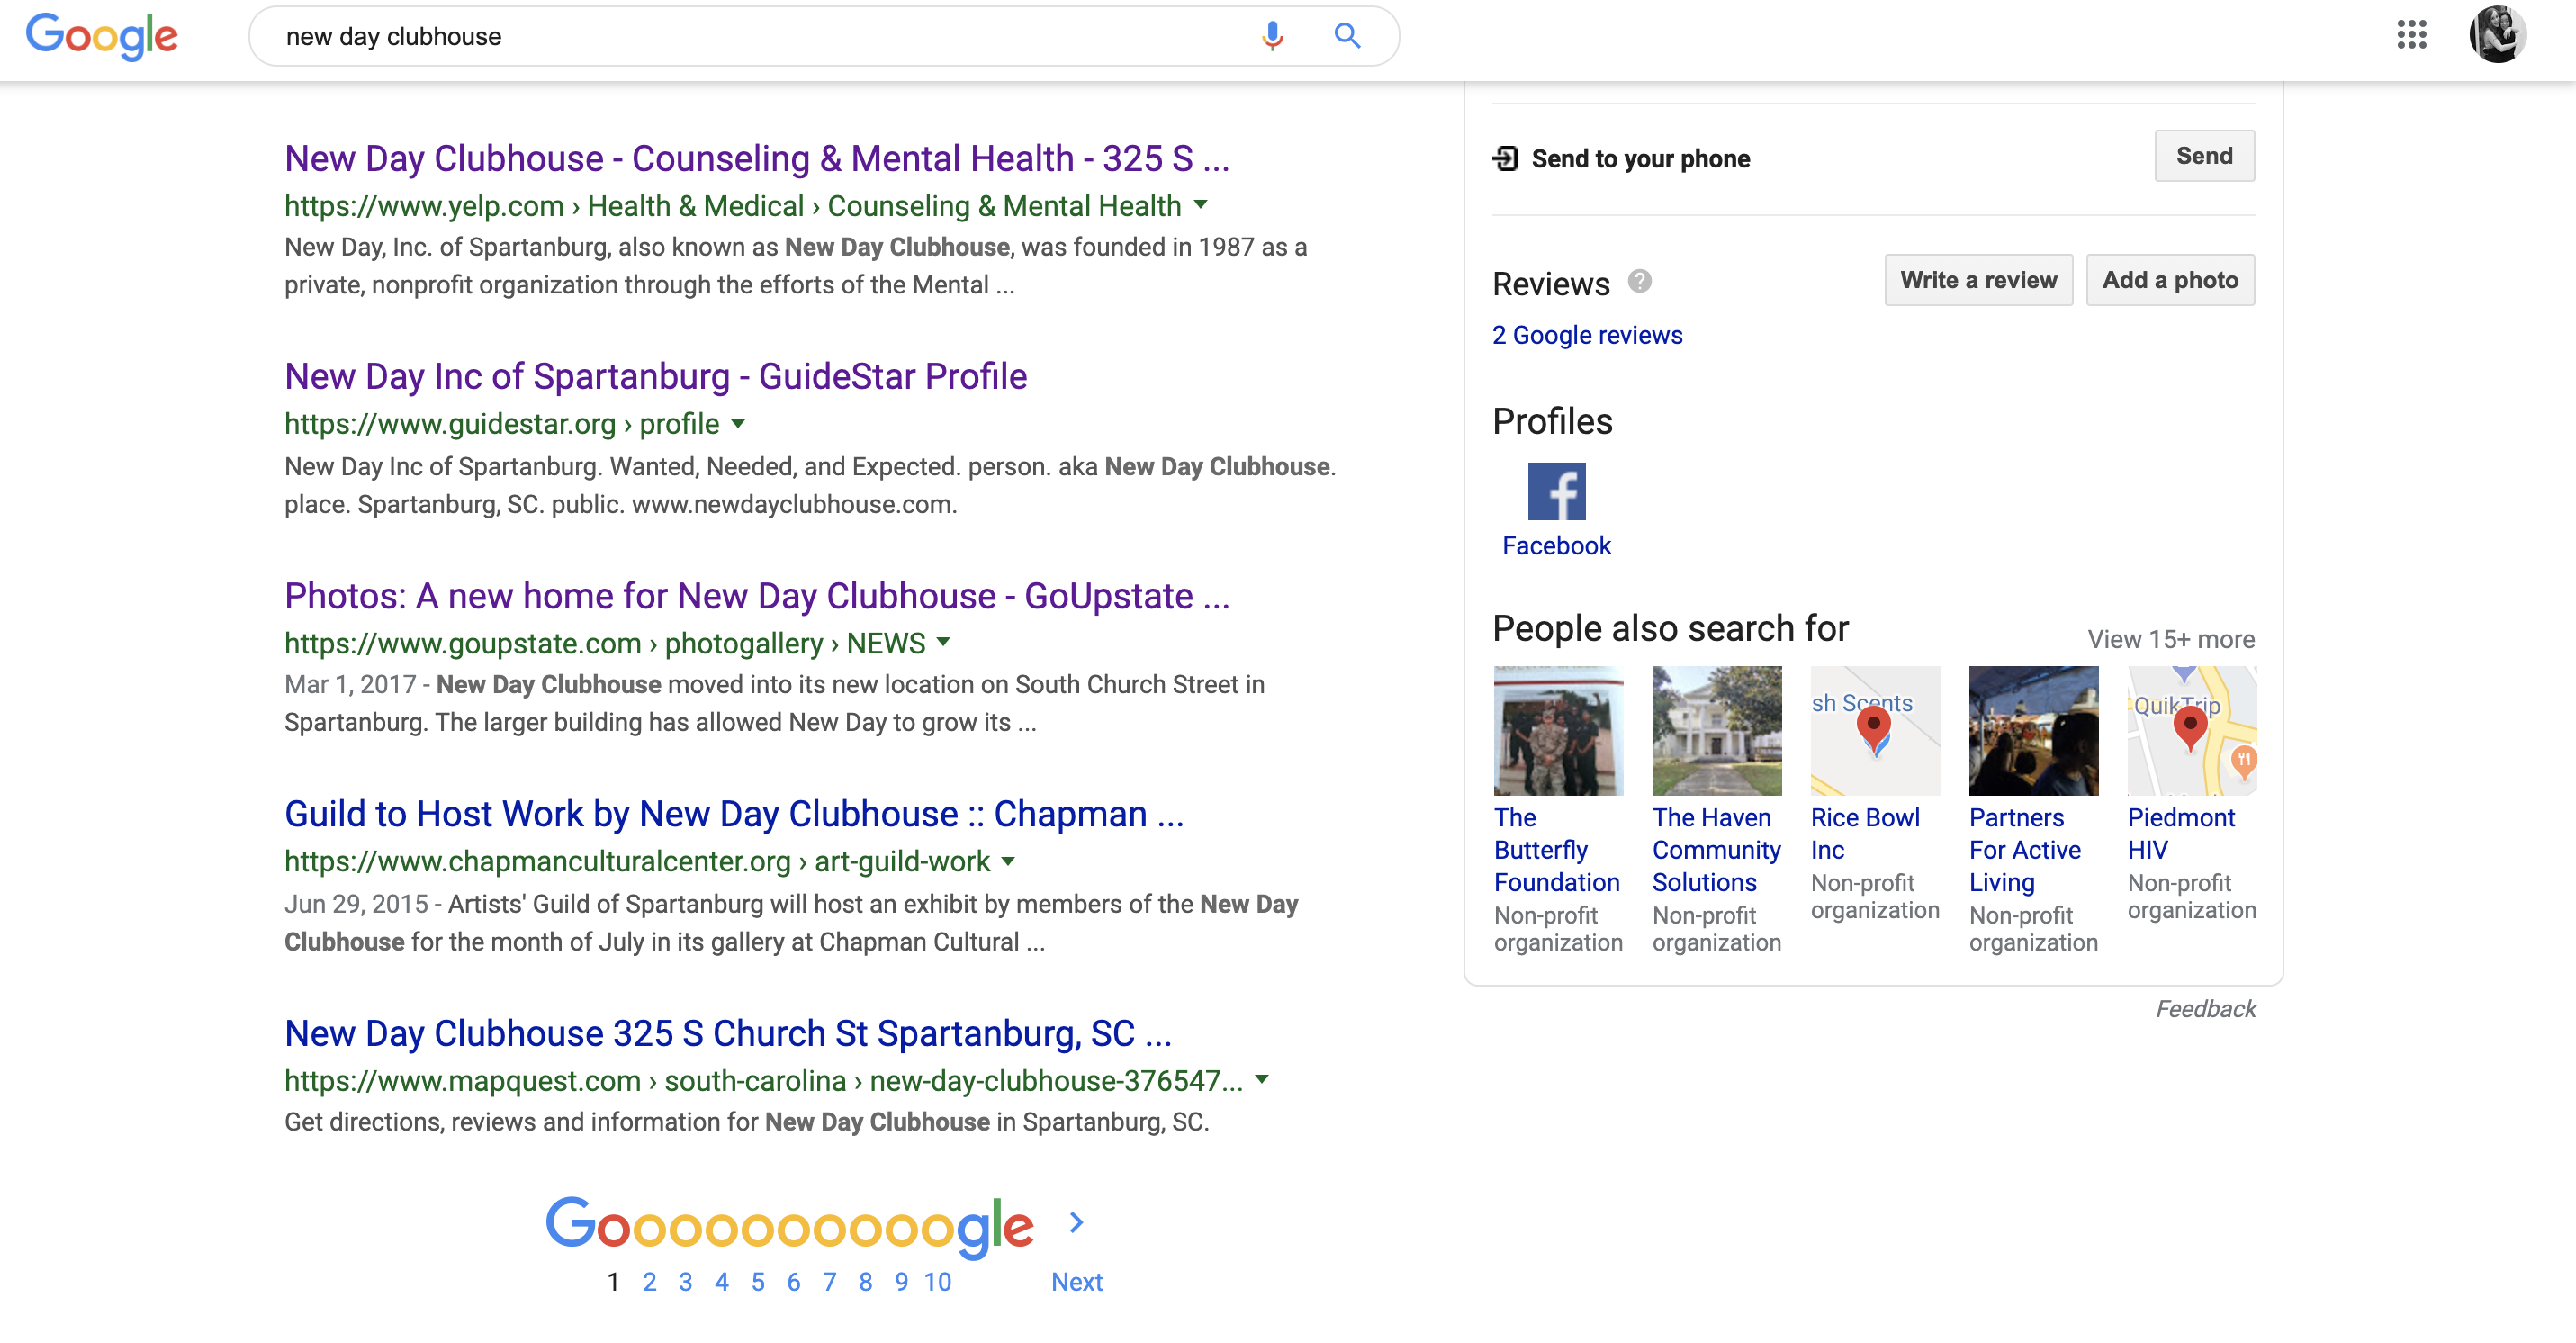 Google
new day clubhouse
New Day Clubhouse - Counseling & Mental Health - 325 S ...
https://www.yelp.com › Health & Medical › Counseling & Mental Health
New Day, Inc. of Spartanburg, also known as New Day Clubhouse, was founded in 1987 as a
private, nonprofit organization through the efforts of the Mental ...
New Day Inc of Spartanburg - GuideStar Profile
https://www.guidestar.org › profile
New Day Inc of Spartanburg. Wanted, Needed, and Expected. person. aka New Day Clubhouse.
place. Spartanburg, SC. public. www.newdayclubhouse.com.
Photos: A new home for New Day Clubhouse - GoUpstate ...
https://www.goupstate.com › photogallery › NEWS
Mar 1, 2017 - New Day Clubhouse moved into its new location on South Church Street in
Spartanburg. The larger building has allowed New Day to grow its ...
Guild to Host Work by New Day Clubhouse :: Chapman ...
https://www.chapmanculturalcenter.org › art-guild-work
Jun 29, 2015 - Artists' Guild of Spartanburg will host an exhibit by members of the New Day
Clubhouse for the month of July in its gallery at Chapman Cultural ...
New Day Clubhouse 325 S Church St Spartanburg, SC ...
https://www.mapquest.com › south-carolina › new-day-clubhouse-376547...
Get directions, reviews and information for New Day Clubhouse in Spartanburg, SC.
Goooooooooogle >
1 2 3 4 5 6 7 8 9 10 Next
Send to your phone
Send
Reviews ?
Write a review
Add a photo
2 Google reviews
Profiles
f
Facebook
People also search for
View 15+ more
sh Scents
QuikTrip
The
Butterfly
Foundation
Non-profit
organization
The Haven
Community
Solutions
Non-profit
organization
Rice Bowl
Inc
Non-profit
organization
Partners
For Active
Living
Non-profit
organization
Piedmont
HIV
Non-profit
organization
Feedback